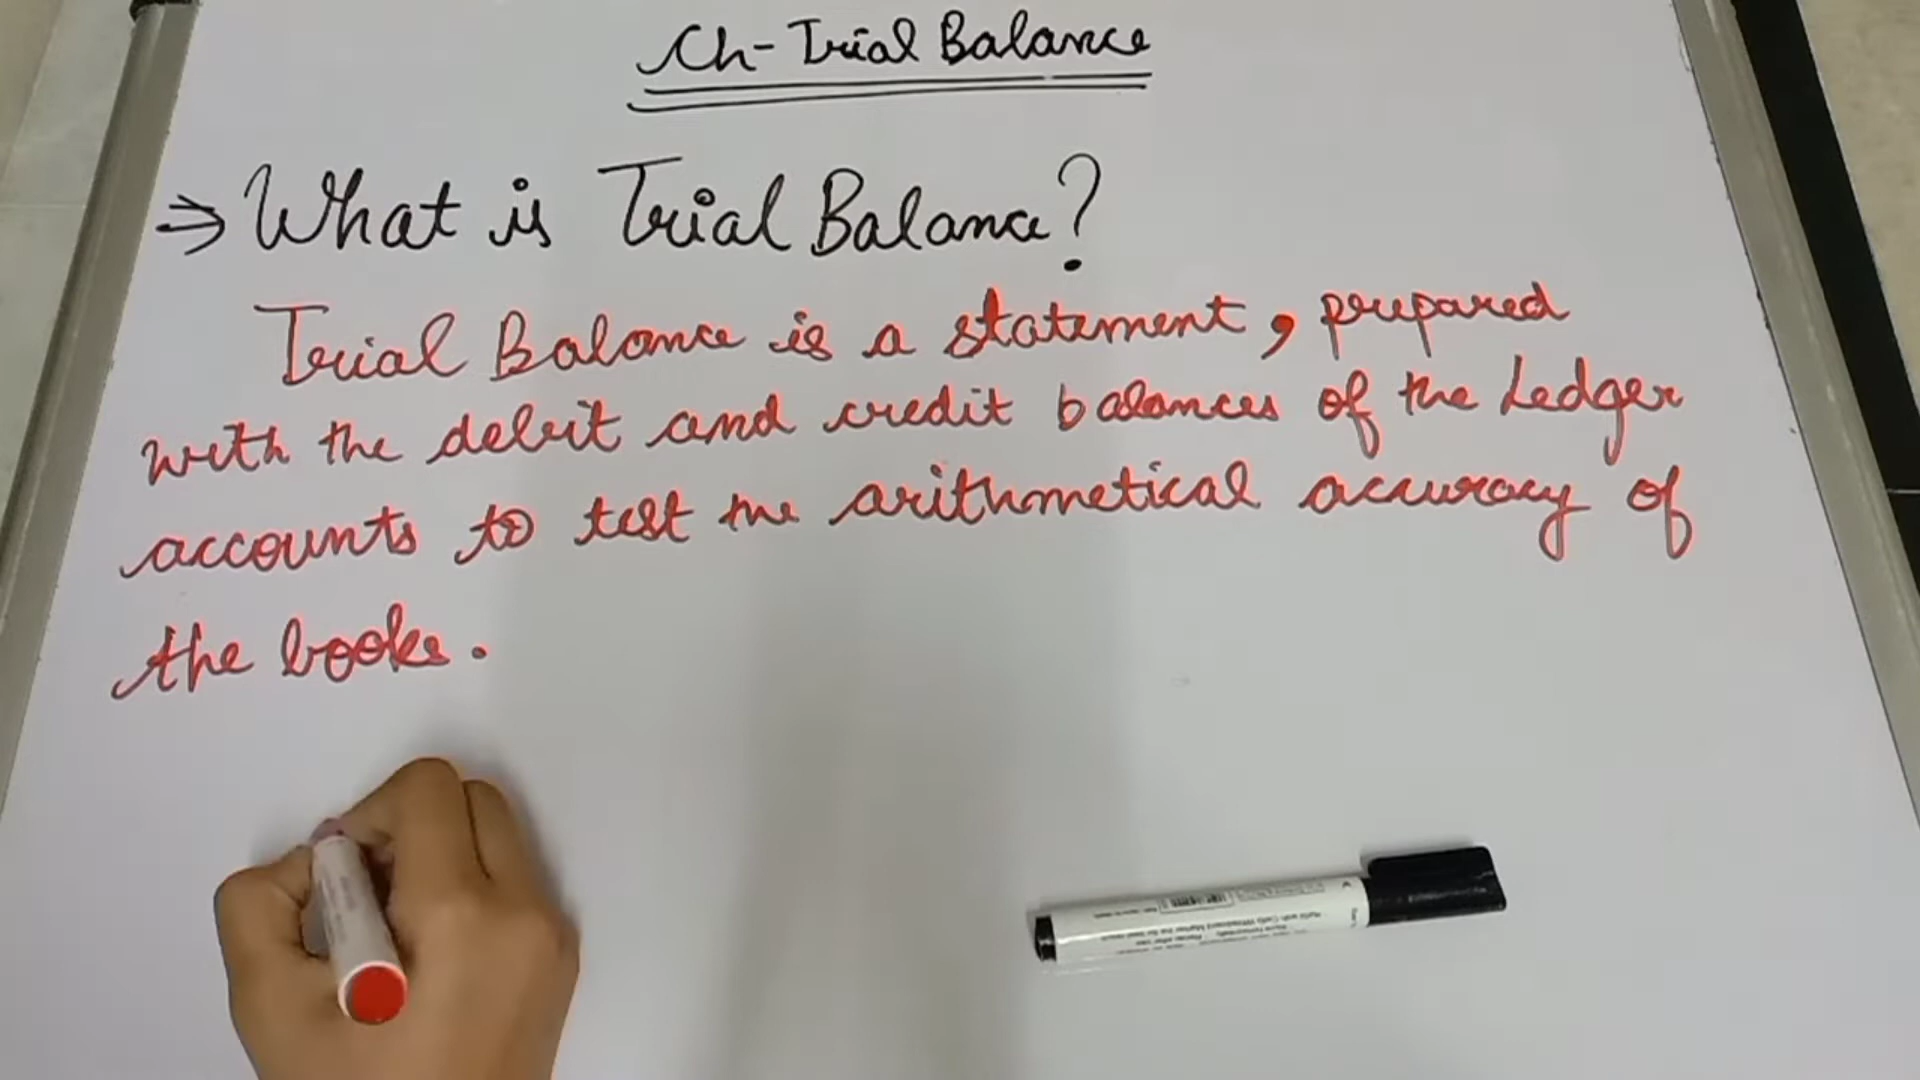 Ch-Trial Balance
⇒ What is Trial Balance?
Trial Balance is a statement, prepared
with the debit and credit balances of the Ledger
accounts to test the arithmetical accuracy of
the books.